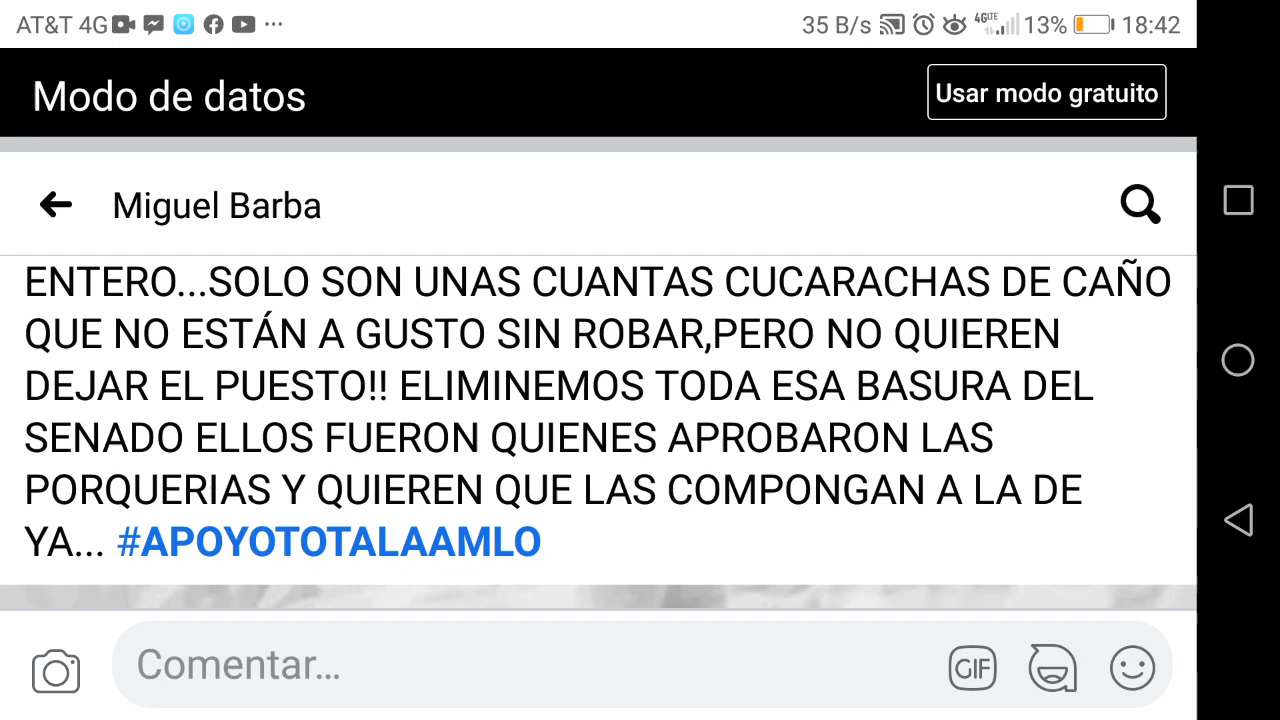 AT&T 4G 35 B/s 4G LTE 13% 18:42
Modo de datos Usar modo gratuito
Miguel Barba
ENTERO...SOLO SON UNAS CUANTAS CUCARACHAS DE CAÑO
QUE NO ESTÁN A GUSTO SIN ROBAR,PERO NO QUIEREN
DEJAR EL PUESTO!! ELIMINEMOS TODA ESA BASURA DEL
SENADO ELLOS FUERON QUIENES APROBARON LAS
PORQUERIAS Y QUIEREN QUE LAS COMPONGAN A LA DE
YA... #APOYOTOTALAAMLO
Comentar... GIF